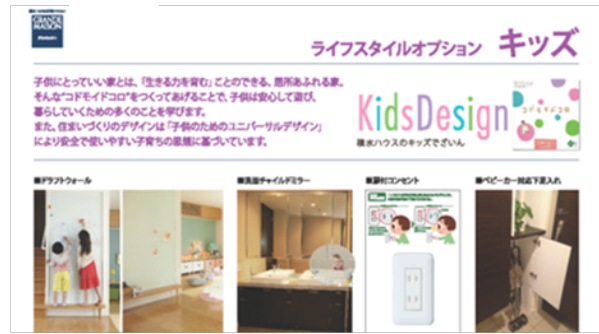 GRANDE
MAISON
ライフスタイルオプション キッズ
子供にとっていい家とは、「生きる力を育む」ことのできる、居所あふれる家。
そんな“コドモイドコロ”をつくってあげることで、子供は安心して遊び、
暮らしていくための多くのことを学びます。
また、住まいづくりのデザインは「子供のためのユニバーサルデザイン」
により安全で使いやすい子育ちの思想に基づいています。
KidsDesign
積水ハウスのキッズでざいん
コドモイドコロ
■ドラフトウォール
■洗面チャイルドミラー
■扉付コンセント
■ベビーカー対応下足入れ